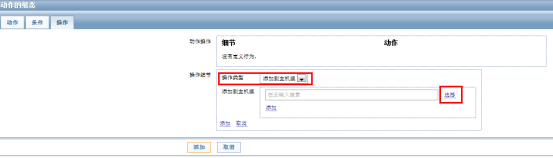 动作的组态
动作 条件 操作
动作操作
细节 动作
没有定义行为。
操作细节
操作类型 添加到主机组
添加到主机组 在此输入搜索 选择
添加
添加 取消
添加 取消